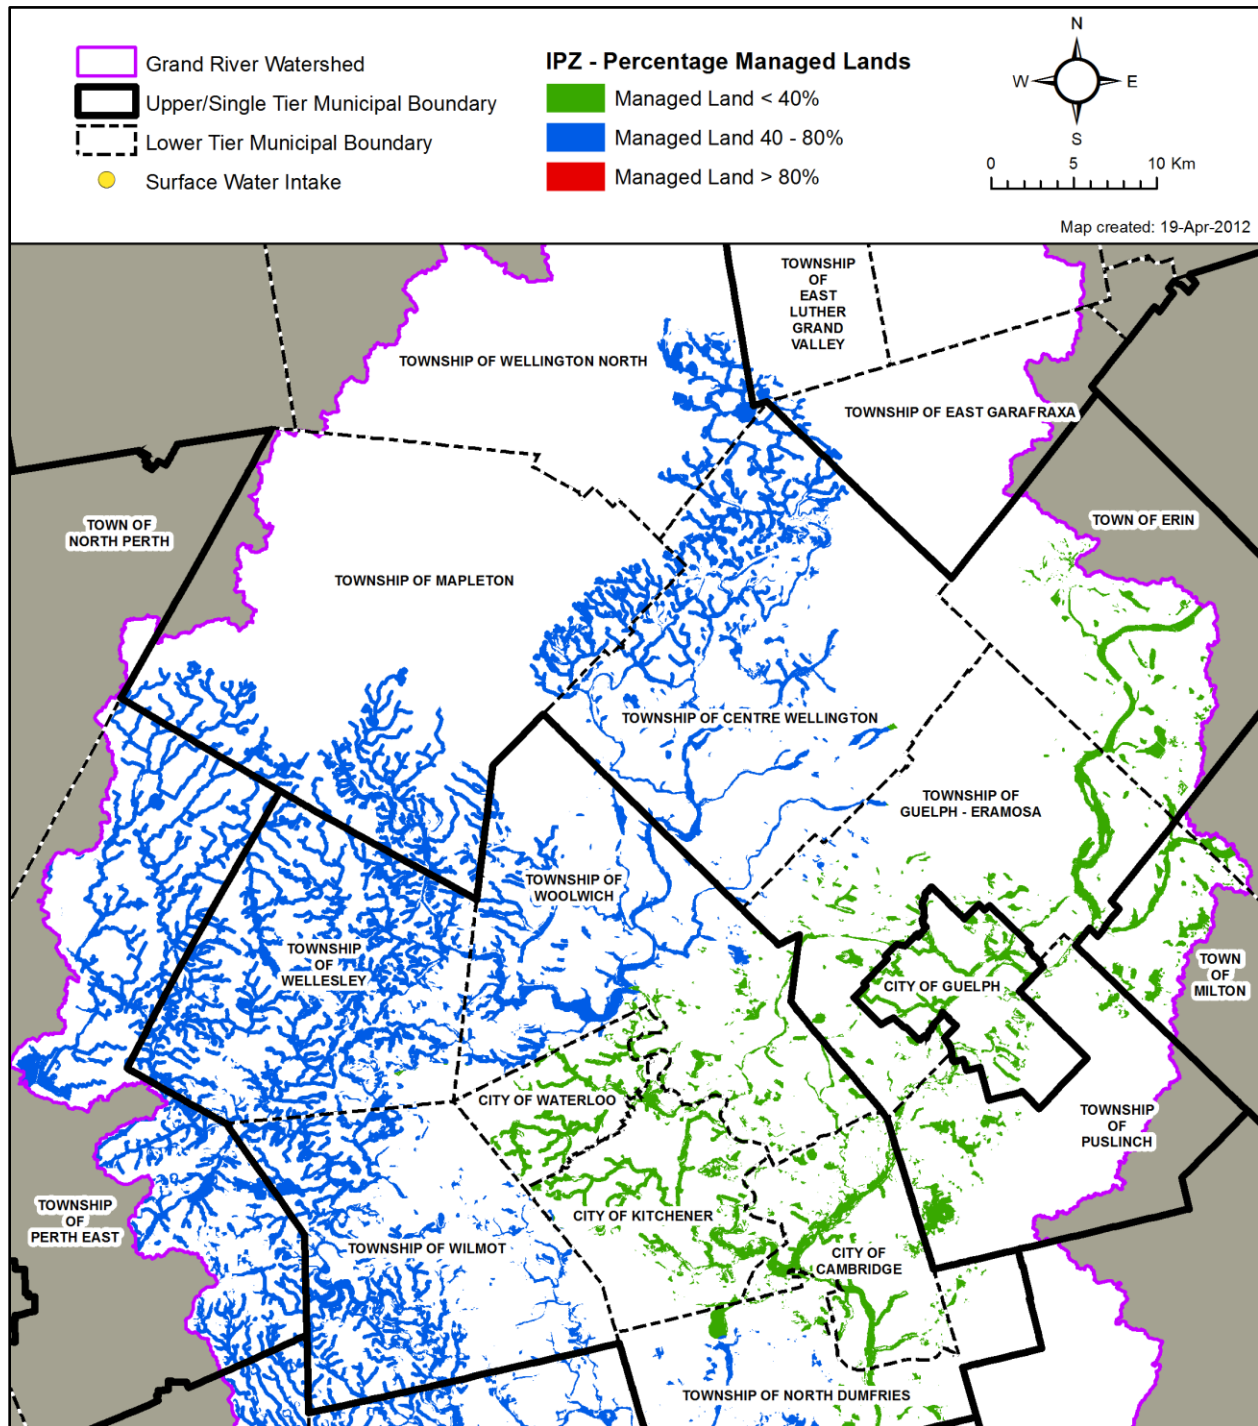 Grand River Watershed
Upper/Single Tier Municipal Boundary
Lower Tier Municipal Boundary
Surface Water Intake
IPZ - Percentage Managed Lands
Managed Land < 40%
Managed Land 40 - 80%
Managed Land > 80%
N
W
E
S
0 5 10 Km
Map created: 19-Apr-2012
TOWNSHIP
OF
EAST
LUTHER
GRAND
VALLEY
TOWNSHIP OF WELLINGTON NORTH
TOWNSHIP OF EAST GARAFRAXA
TOWN OF
NORTH PERTH
TOWN OF ERIN
TOWNSHIP OF MAPLETON
TOWNSHIP OF CENTRE WELLINGTON
TOWNSHIP OF
GUELPH - ERAMOSA
TOWNSHIP OF
WOOLWICH
TOWNSHIP
OF
WELLESLEY
CITY OF GUELPH
TOWN
OF
MILTON
CITY OF WATERLOO
TOWNSHIP
OF
PUSLINCH
TOWNSHIP
OF
PERTH EAST
CITY OF KITCHENER
TOWNSHIP OF WILMOT
CITY OF
CAMBRIDGE
TOWNSHIP OF NORTH DUMFRIES